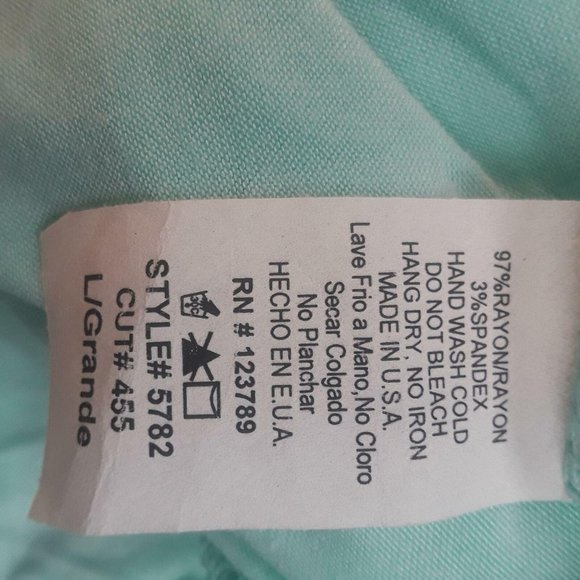 97%RAYON/RAYON
3%SPANDEX
HAND WASH COLD
DO NOT BLEACH
HANG DRY, NO IRON
MADE IN U.S.A.
Lave Frio a Mano,No Cloro
Secar Colgado
No Planchar
HECHO EN E.U.A.
RN # 123789
STYLE# 5782
CUT# 455
L/Grande